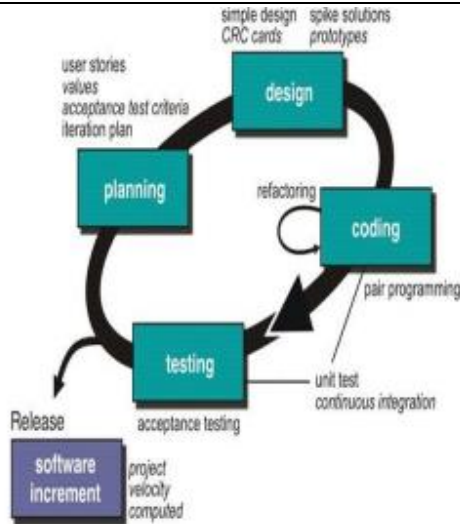 simple design
CRC cards
spike solutions
prototypes
user stories
values
acceptance test criteria
iteration plan
design
planning
refactoring
coding
pair programming
testing
unit test
continuous integration
acceptance testing
Release
software
increment
project
velocity
computed